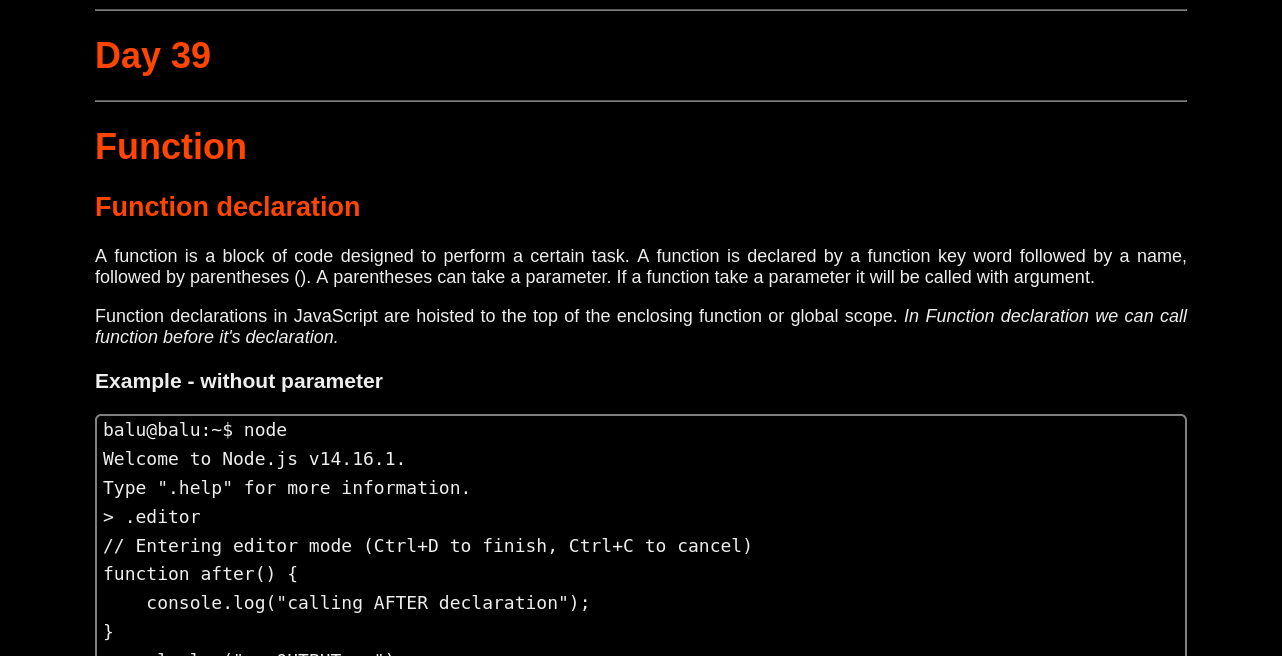 Day 39
Function
Function declaration
A function is a block of code designed to perform a certain task. A function is declared by a function key word followed by a name,
followed by parentheses (). A parentheses can take a parameter. If a function take a parameter it will be called with argument.
Function declarations in JavaScript are hoisted to the top of the enclosing function or global scope. In Function declaration we can call
function before it's declaration.
Example - without parameter
balu@balu:~$ node
Welcome to Node.js v14.16.1.
Type ".help" for more information.
> .editor
// Entering editor mode (Ctrl+D to finish, Ctrl+C to cancel)
function after() {
    console.log("calling AFTER declaration");
}